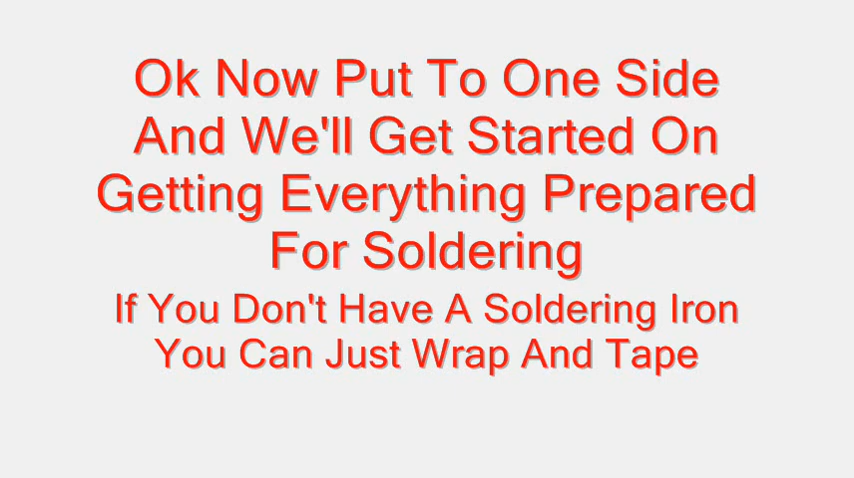 Ok Now Put To One Side
And We'll Get Started On
Getting Everything Prepared
For Soldering
If You Don't Have A Soldering Iron
You Can Just Wrap And Tape